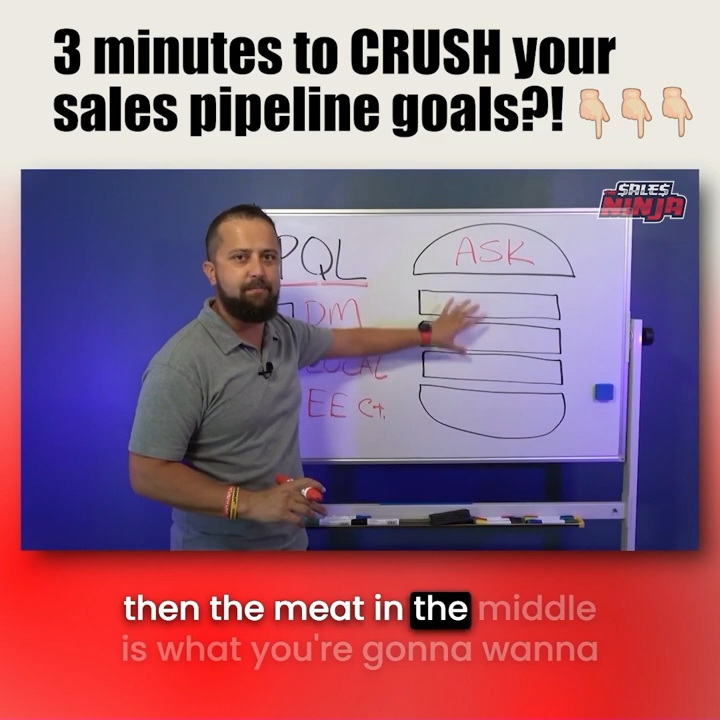 3 minutes to CRUSH your
sales pipeline goals?! 👇🏻👇🏻👇🏻
SALES
NINJA
PQL
ASK
DM
LOCAL
EE Ct.
then the meat in the middle
is what you're gonna wanna